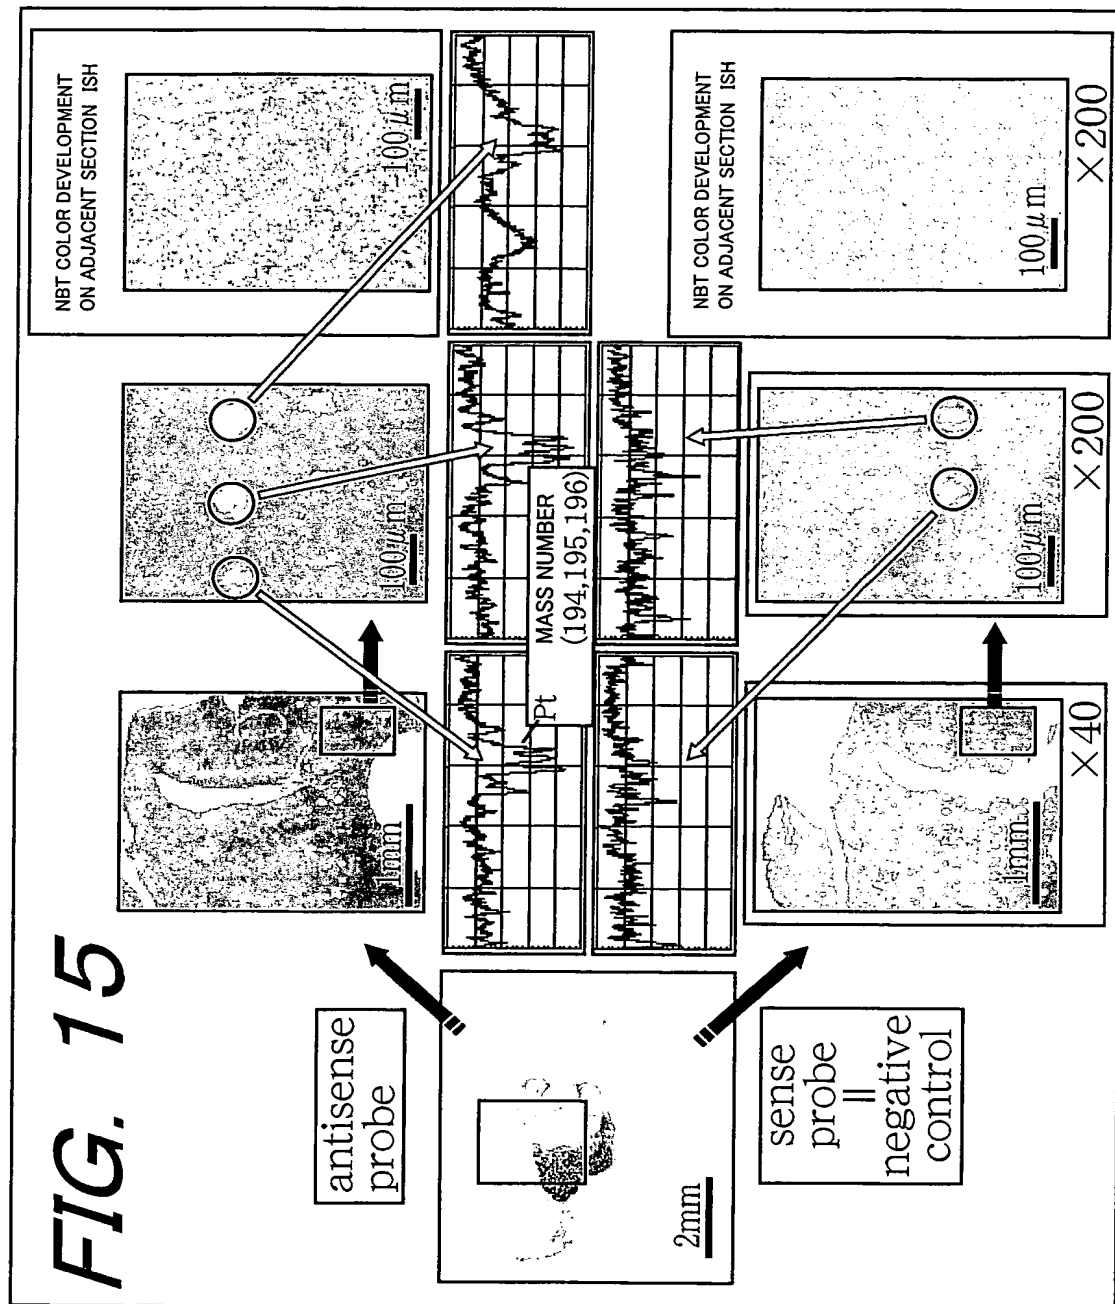 FIG. 15
antisense
probe
2mm
sense
probe
=
negative
control
1mm
100μm
NBT COLOR DEVELOPMENT
ON ADJACENT SECTION ISH
100μm
Pt
MASS NUMBER
(194,195,196)
1mm
×40
100μm
×200
NBT COLOR DEVELOPMENT
ON ADJACENT SECTION ISH
100μm
×200